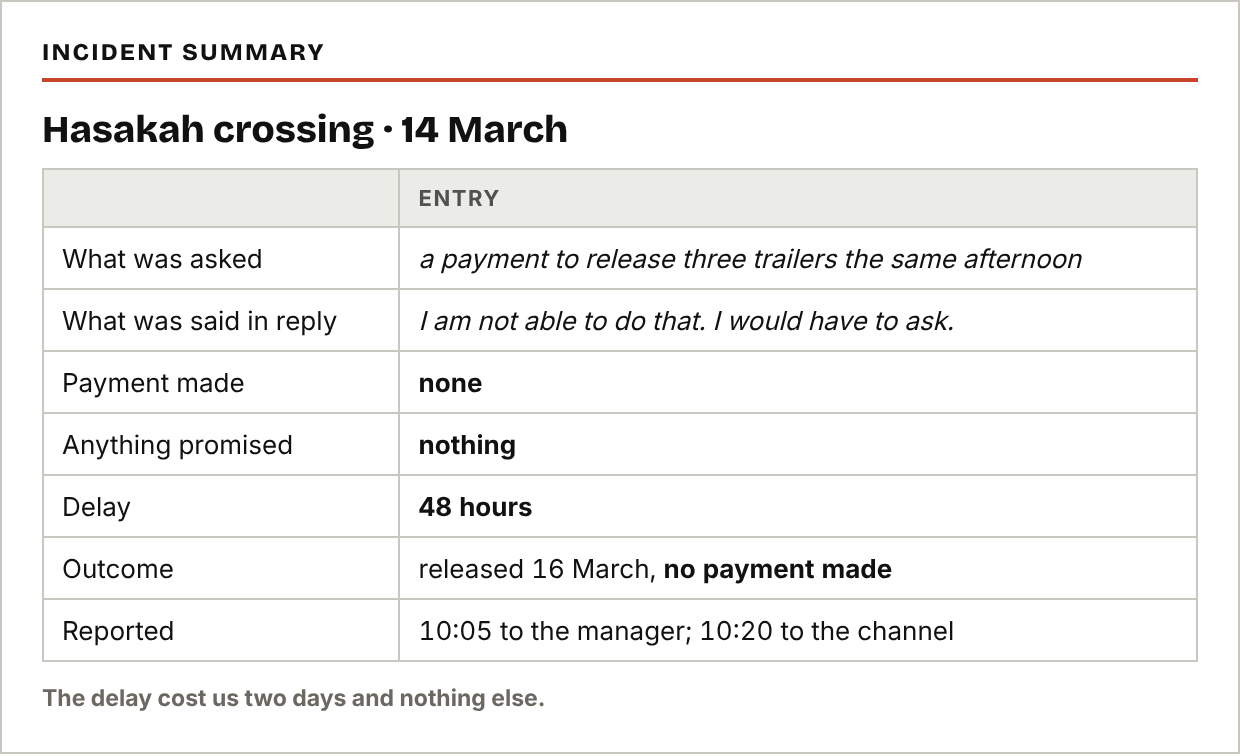 INCIDENT SUMMARY
Hasakah crossing · 14 March
ENTRY
What was asked a payment to release three trailers the same afternoon
What was said in reply I am not able to do that. I would have to ask.
Payment made none
Anything promised nothing
Delay 48 hours
Outcome released 16 March, no payment made
Reported 10:05 to the manager; 10:20 to the channel
The delay cost us two days and nothing else.